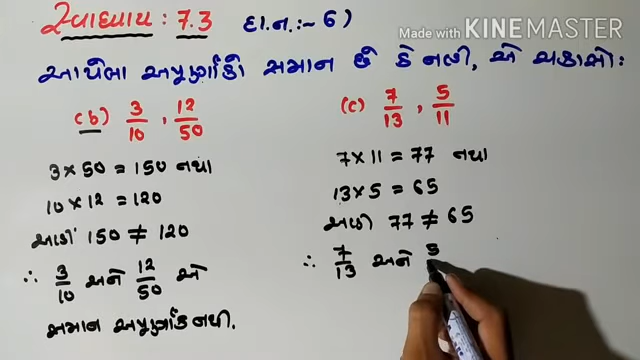 સ્વાધ્યાય : 7.3 દા.ન. :- 6)
Made with KINEMASTER
આપેલા અપૂર્ણાંકો સમાન છે કે નહી, એ ચકાસો :
(b) 3/10 , 12/50
3 × 50 = 150 તથા
10 × 12 = 120
અહીં 150 ≠ 120
∴ 3/10 અને 12/50 એ
સમાન અપૂર્ણાંક નથી.
(c) 7/13 , 5/11
7 × 11 = 77 તથા
13 × 5 = 65
અહી 77 ≠ 65
∴ 7/13 અને 5